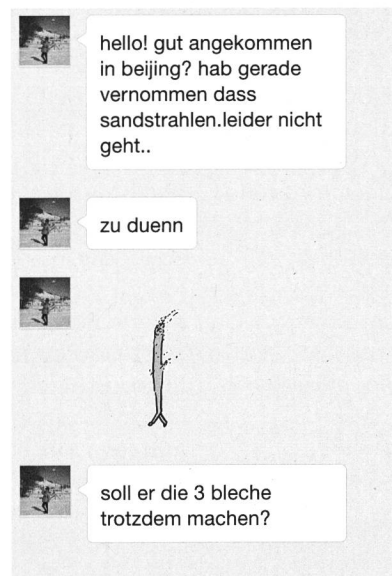 hello! gut angekommen
in beijing? hab gerade
vernommen dass
sandstrahlen.leider nicht
geht..
zu duenn
soll er die 3 bleche
trotzdem machen?